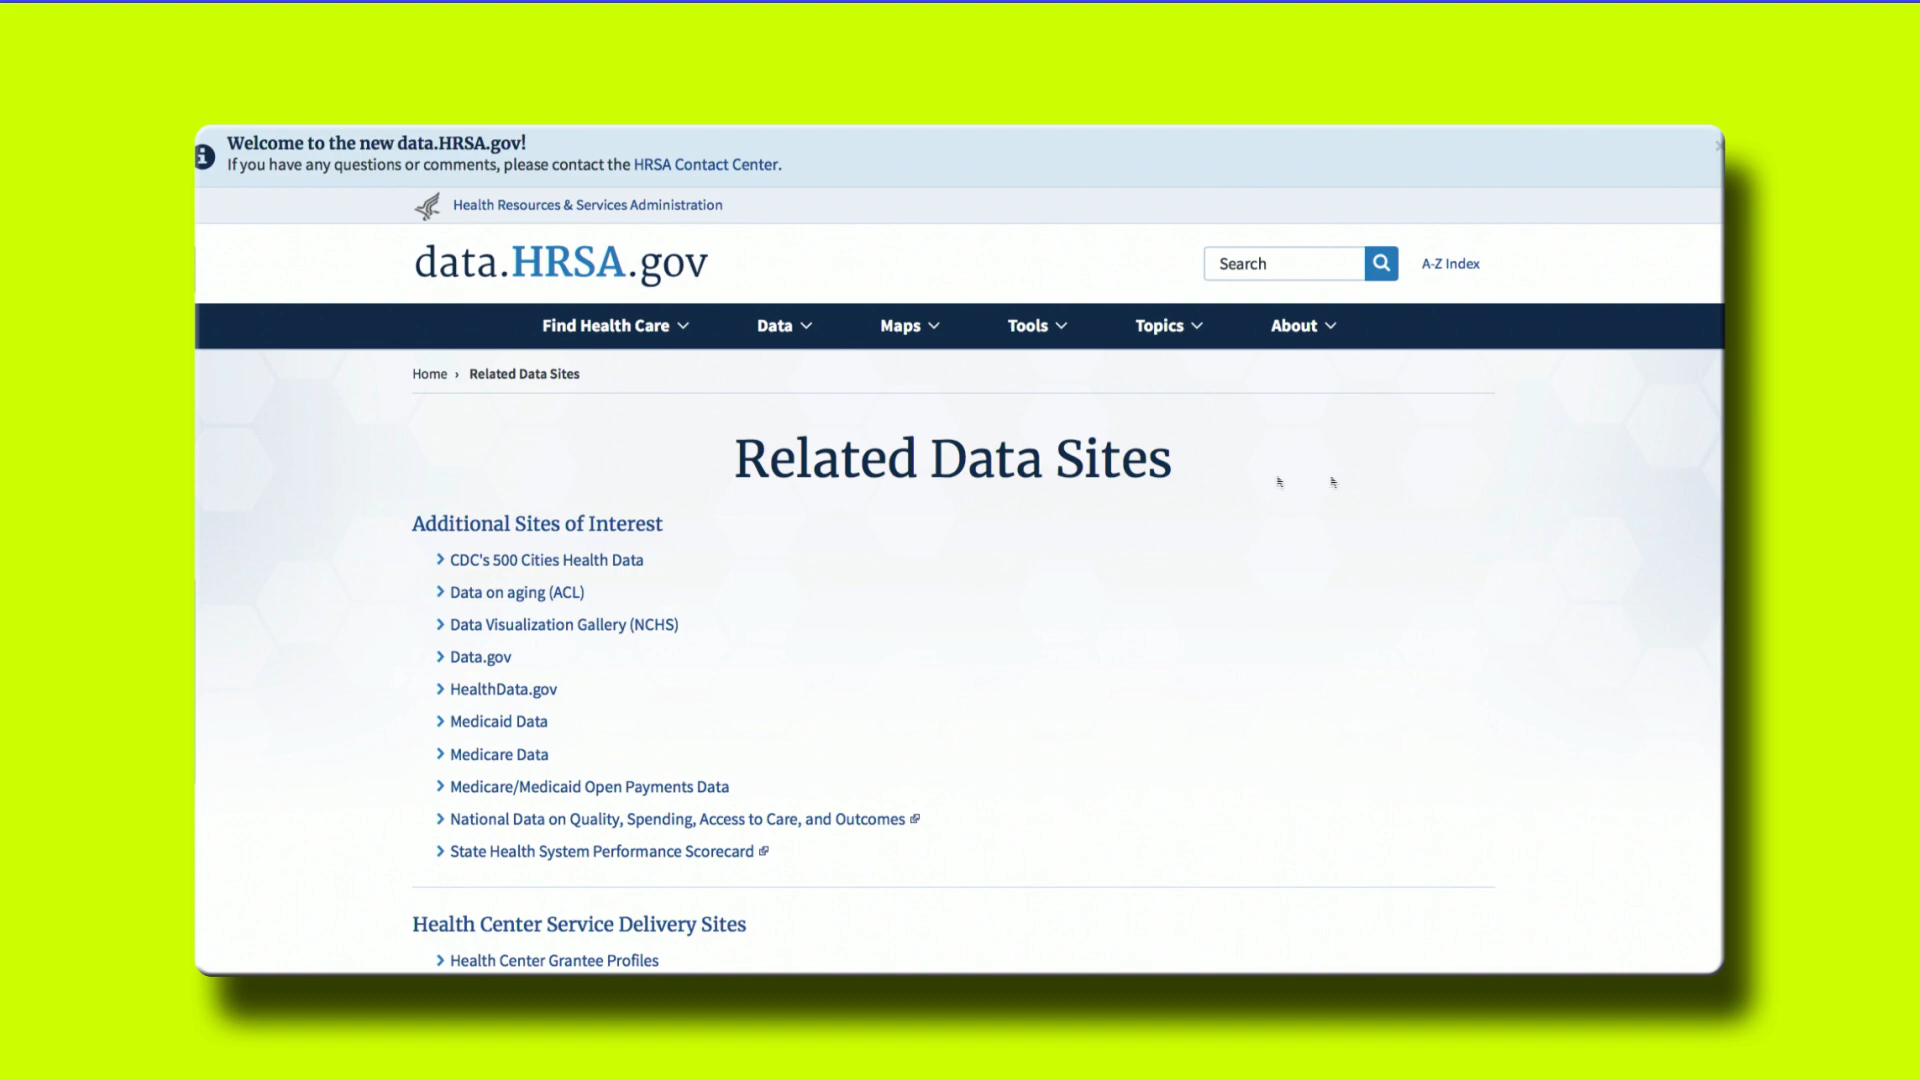 Welcome to the new data.HRSA.gov!
If you have any questions or comments, please contact the HRSA Contact Center.
Health Resources & Services Administration
data.HRSA.gov
Search
A-Z Index
Find Health Care
Data
Maps
Tools
Topics
About
Home › Related Data Sites
Related Data Sites
Additional Sites of Interest
CDC's 500 Cities Health Data
Data on aging (ACL)
Data Visualization Gallery (NCHS)
Data.gov
HealthData.gov
Medicaid Data
Medicare Data
Medicare/Medicaid Open Payments Data
National Data on Quality, Spending, Access to Care, and Outcomes
State Health System Performance Scorecard
Health Center Service Delivery Sites
Health Center Grantee Profiles